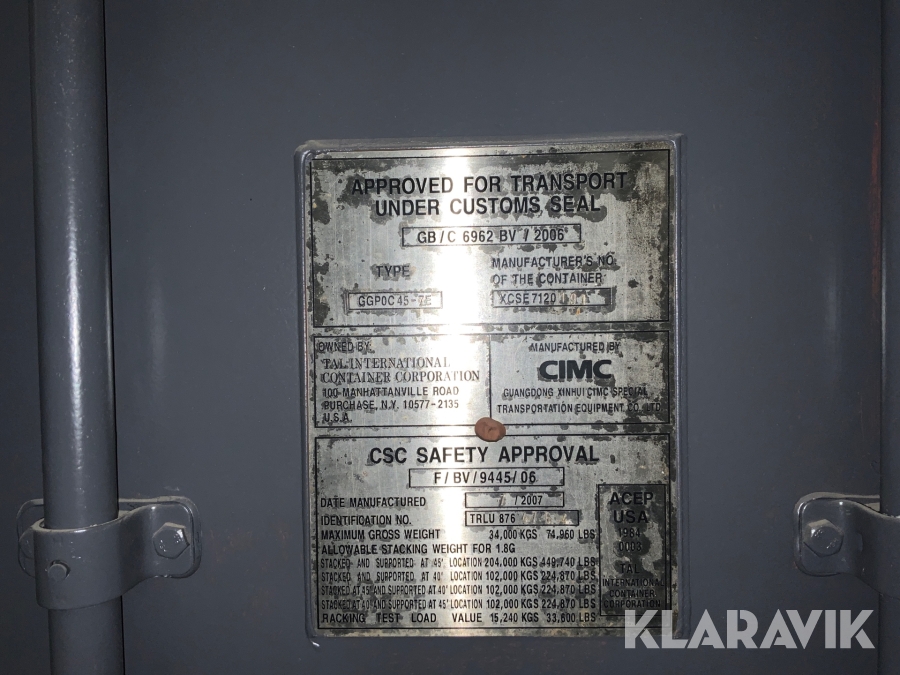 APPROVED FOR TRANSPORT
UNDER CUSTOMS SEAL
GB/C 6962 BV / 2006
TYPE
MANUFACTURER'S NO.
OF THE CONTAINER
GGP0C45-7E
XCSE7120
OWNED BY
TAL INTERNATIONAL
CONTAINER CORPORATION
100 MANHATTANVILLE ROAD
PURCHASE, N.Y. 10577-2135
U.S.A.
MANUFACTURED BY
CIMC
GUANGDONG XINHUI CIMC SPECIAL
TRANSPORTATION EQUIPMENT CO. LTD
CSC SAFETY APPROVAL
F/BV/9445/06
DATE MANUFACTURED / 2007
IDENTIFICATION NO. TRLU 876
MAXIMUM GROSS WEIGHT 34,000 KGS 74,960 LBS
ALLOWABLE STACKING WEIGHT FOR 1.8G
STACKED AND SUPPORTED AT 45' LOCATION 204,000 KGS 449,740 LBS
STACKED AND SUPPORTED AT 40' LOCATION 102,000 KGS 224,870 LBS
STACKED AT 45' AND SUPPORTED AT 40' LOCATION 102,000 KGS 224,870 LBS
STACKED AT 40' AND SUPPORTED AT 45' LOCATION 102,000 KGS 224,870 LBS
RACKING TEST LOAD VALUE 15,240 KGS 33,600 LBS
ACEP
USA
TAL
INTERNATIONAL
CONTAINER
CORPORATION
KLARAVIK